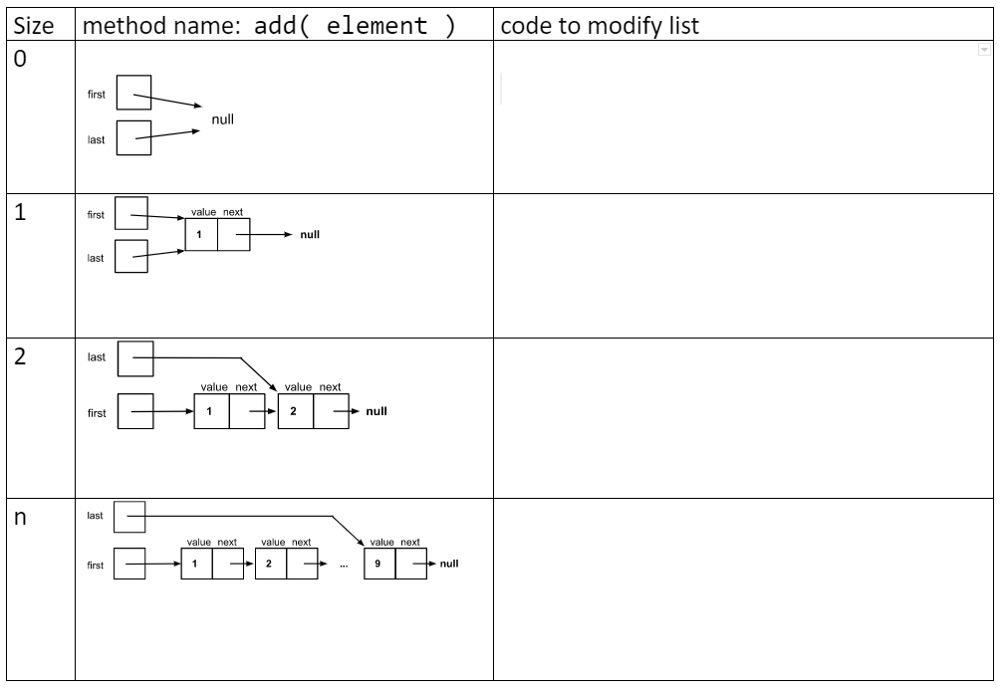 Size method name: add( element ) code to modify list
0
first
null
last
1
first value next
1 null
last
2
last
value next value next
first 1 2 null
n
last
value next value next value next
first 1 2 ... 9 null